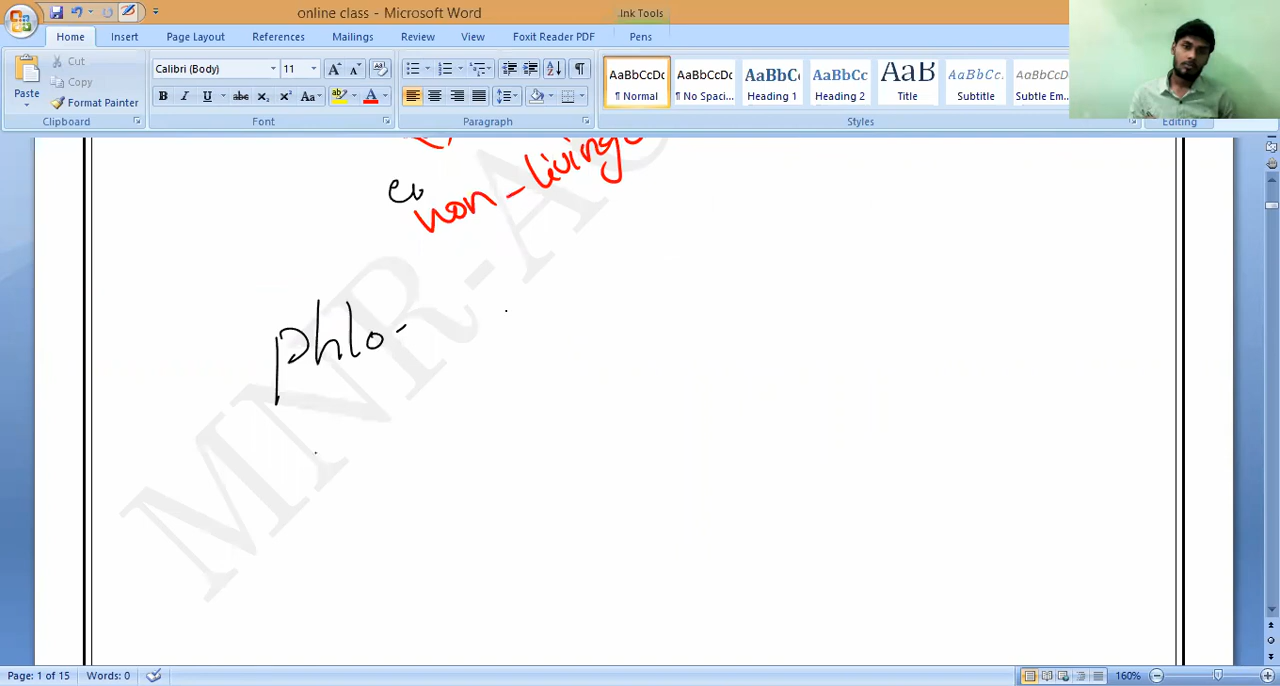 online class - Microsoft Word
Ink Tools
Home Insert Page Layout References Mailings Review View Foxit Reader PDF Pens
Paste
Cut
Copy
Format Painter
Calibri (Body) 11
AaBbCcDc AaBbCcDc AaBbC AaBbCc AaB AaBbCc. AaBbCcDc
¶ Normal ¶ No Spaci... Heading 1 Heading 2 Title Subtitle Subtle Em...
Clipboard Font Paragraph Styles Editing
non-living
Phlo-
MNR-A
Page: 1 of 15 Words: 0 160%